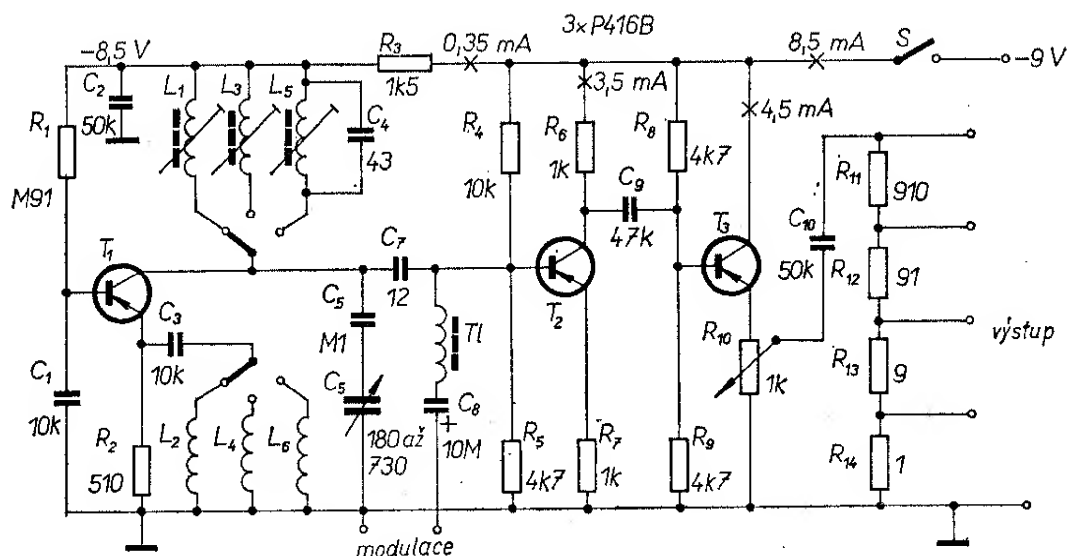 3×P416B
–8,5 V
R3
1k5
0,35 mA
8,5 mA
S
–9 V
C2
50k
L1
L3
L5
C4
43
3,5 mA
4,5 mA
R1
M91
R4
10k
R6
1k
R8
4k7
C9
47k
R11
910
T1
C7
12
T2
T3
C10
50k
R12
91
C3
10k
C5
M1
Tl
R10
1k
výstup
C1
10k
C5
180 až
730
C8
+
10M
R13
9
R2
510
L2
L4
L6
R5
4k7
R7
1k
R9
4k7
R14
1
modulace